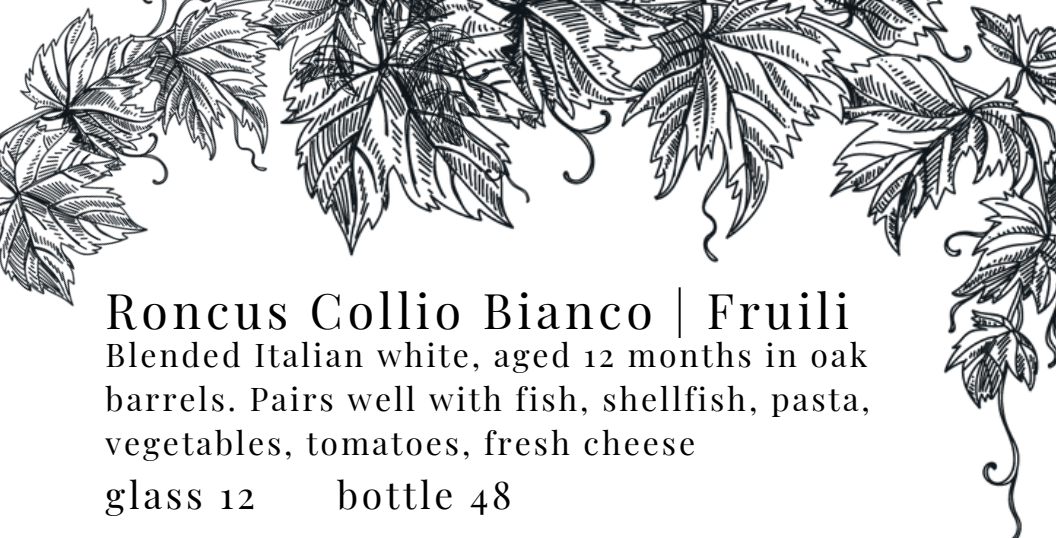 Roncus Collio Bianco | Fruili
Blended Italian white, aged 12 months in oak
barrels. Pairs well with fish, shellfish, pasta,
vegetables, tomatoes, fresh cheese
glass 12 bottle 48